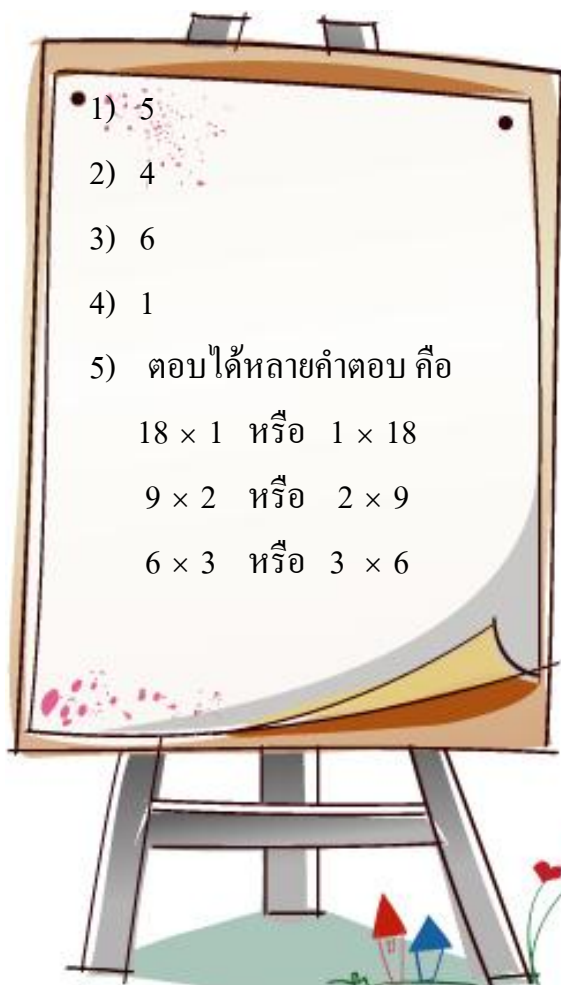 1) 5
2) 4
3) 6
4) 1
5) ตอบได้หลายคำตอบ คือ
18 × 1 หรือ 1 × 18
9 × 2 หรือ 2 × 9
6 × 3 หรือ 3 × 6